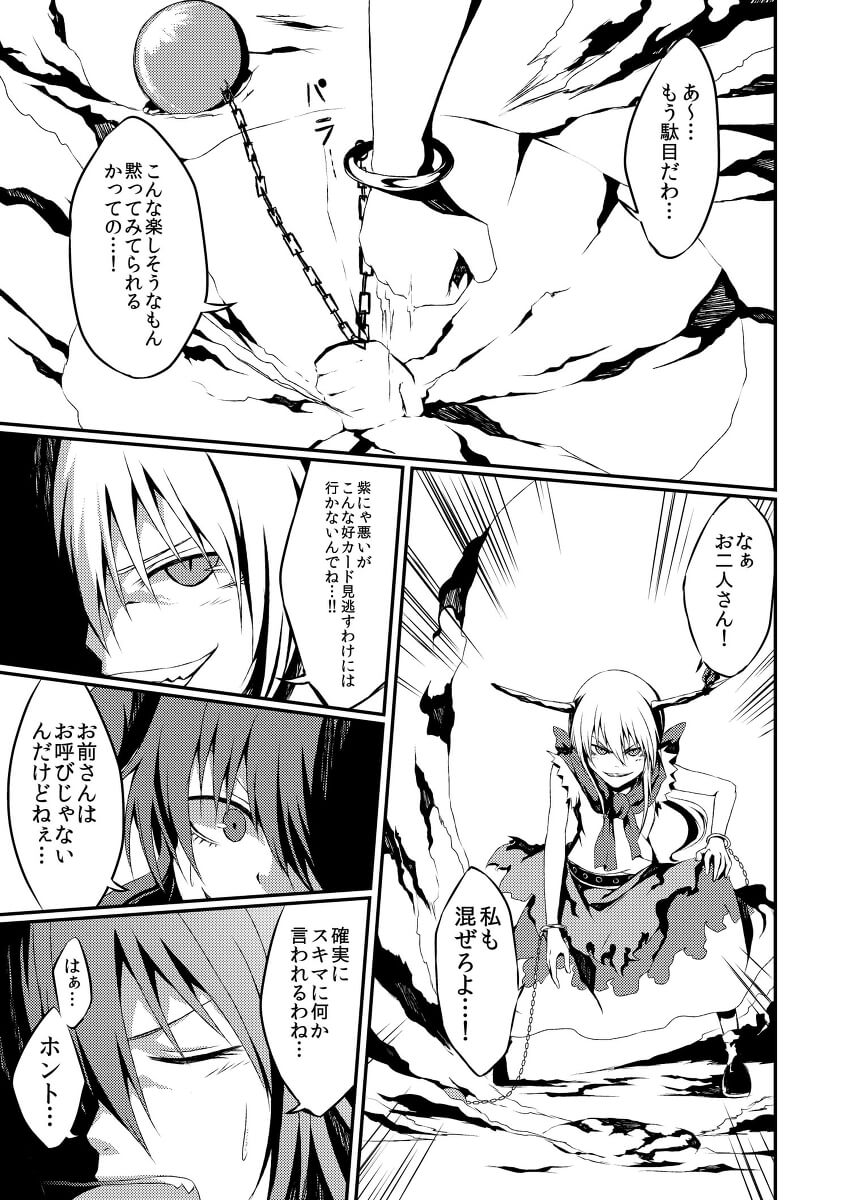 あ〜…
もう駄目だわ…
パラ
こんな楽しそうなもん
黙ってみてられる
かっての…!
なぁ
お二人さん!
私も
混ぜろよ…!
紫にゃ悪いが
こんな好カード見逃すわけには
行かないんでね…!!
お前さんは
お呼びじゃない
んだけどねぇ…
確実に
スキマに何か
言われるわね…
はぁ…
ホント…